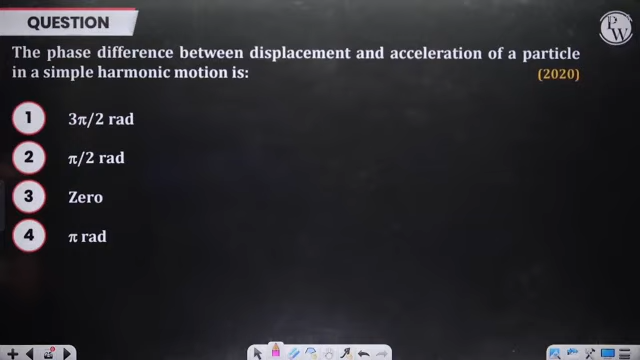 QUESTION
PW
The phase difference between displacement and acceleration of a particle
in a simple harmonic motion is:
(2020)
1 3π/2 rad
2 π/2 rad
3 Zero
4 π rad